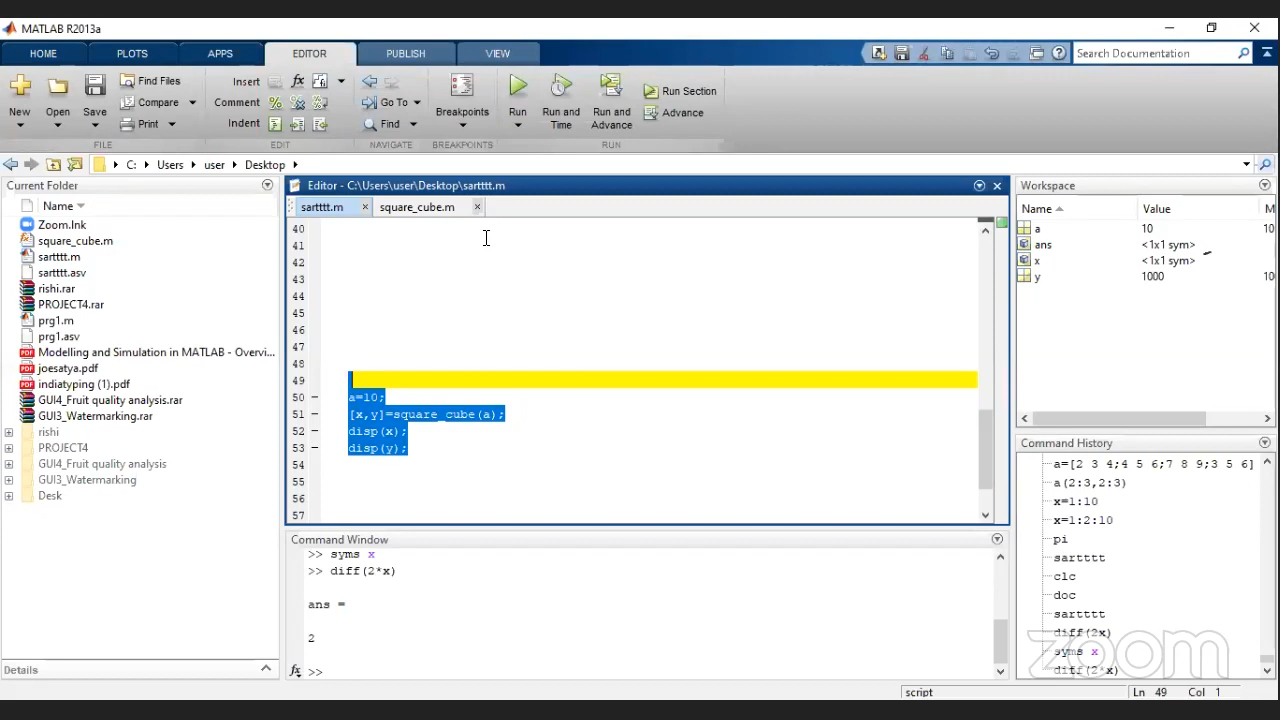 MATLAB R2013a
HOME PLOTS APPS EDITOR PUBLISH VIEW
Search Documentation
New Open Save
Find Files
Compare
Print
Insert
Comment
Indent
Go To
Find
Breakpoints
Run Run and Time Run and Advance
Run Section
Advance
FILE EDIT NAVIGATE BREAKPOINTS RUN
C: Users user Desktop
Current Folder
Name
Zoom.lnk
square_cube.m
sartttt.m
sartttt.asv
rishi.rar
PROJECT4.rar
prg1.m
prg1.asv
Modelling and Simulation in MATLAB - Overvi...
joesatya.pdf
indiatyping (1).pdf
GUI4_Fruit quality analysis.rar
GUI3_Watermarking.rar
rishi
PROJECT4
GUI4_Fruit quality analysis
GUI3_Watermarking
Desk
Details
Editor - C:\Users\user\Desktop\sartttt.m
sartttt.m square_cube.m
40
41
42
43
44
45
46
47
48
49
50 a=10;
51 [x,y]=square_cube(a);
52 disp(x);
53 disp(y);
54
55
56
57
Command Window
>> syms x
>> diff(2*x)
ans =
2
fx >>
Workspace
Name Value M
a 10 10
ans <1x1 sym>
x <1x1 sym>
y 1000 10
Command History
a=[2 3 4;4 5 6;7 8 9;3 5 6]
a(2:3,2:3)
x=1:10
x=1:2:10
pi
sartttt
clc
doc
sartttt
diff(2x)
syms x
diff(2*x)
zoom
script Ln 49 Col 1